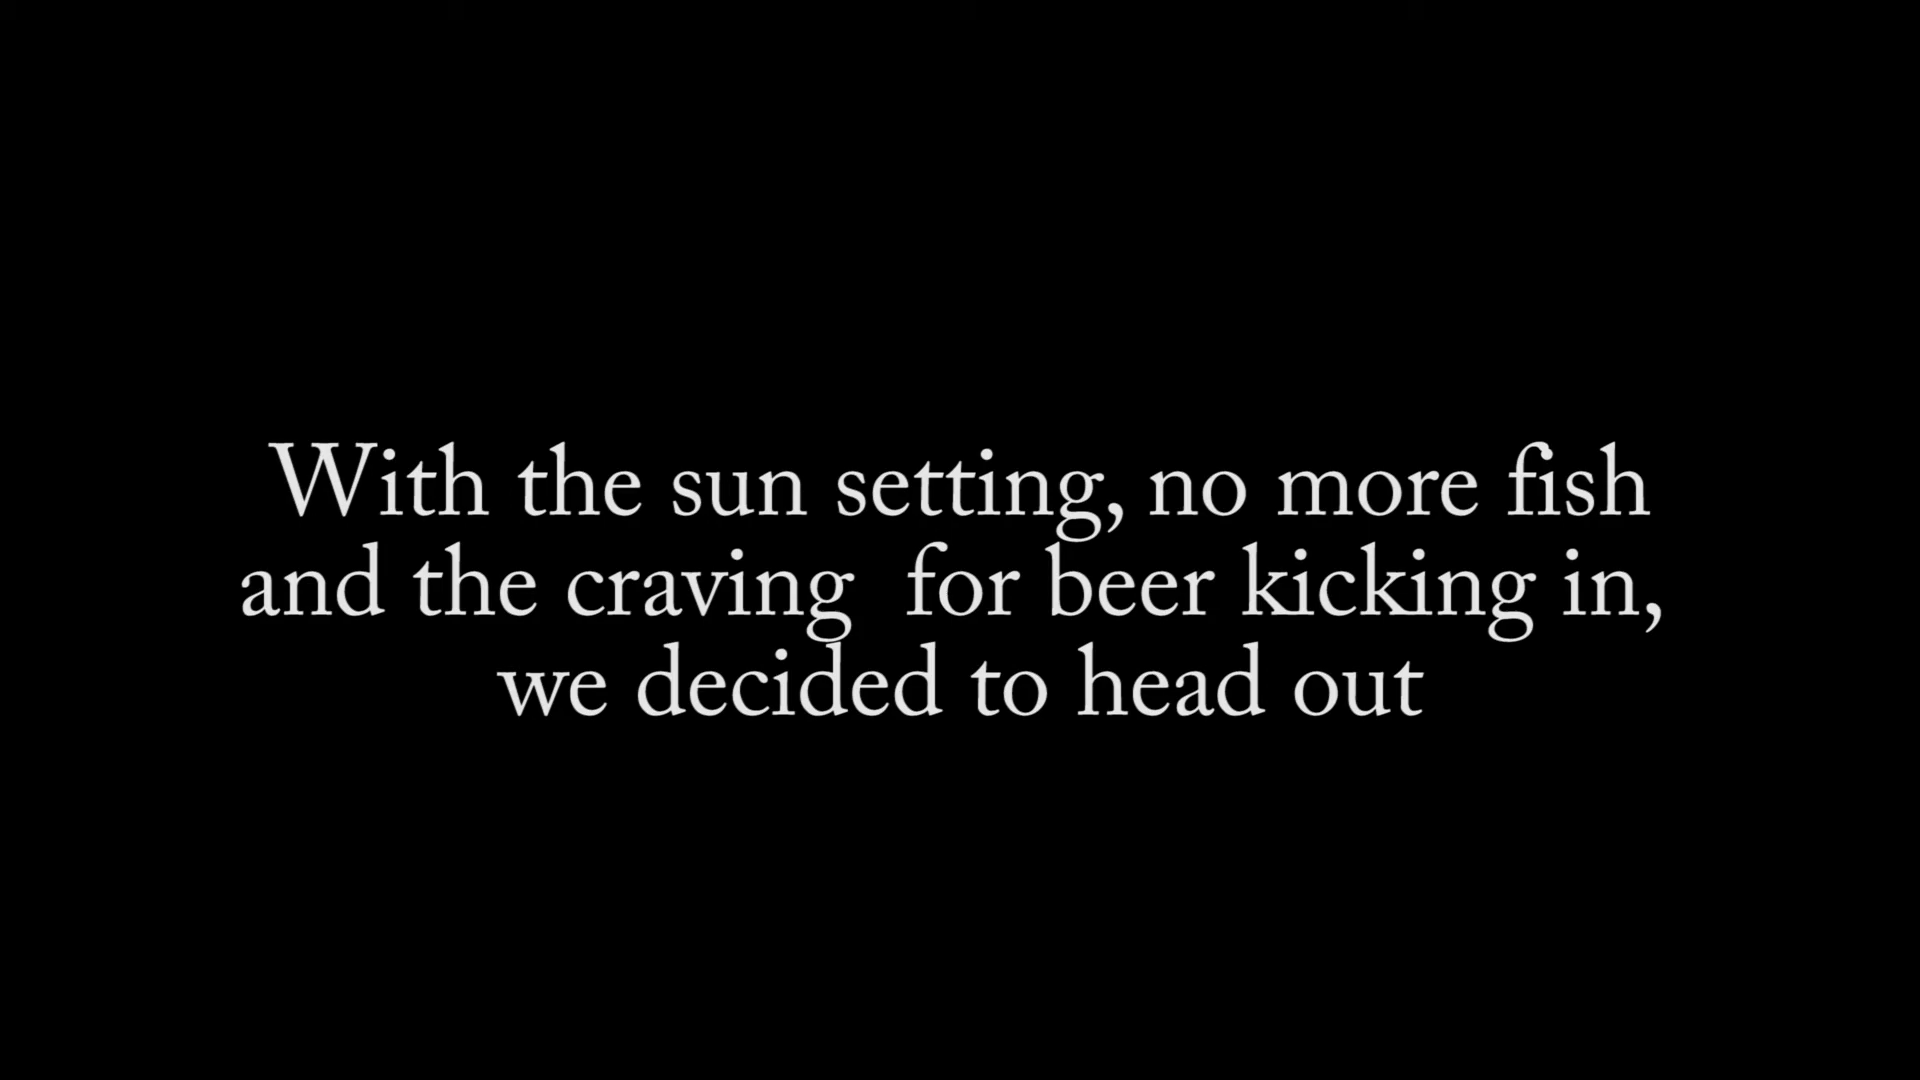 With the sun setting, no more fish
and the craving  for beer kicking in,
we decided to head out